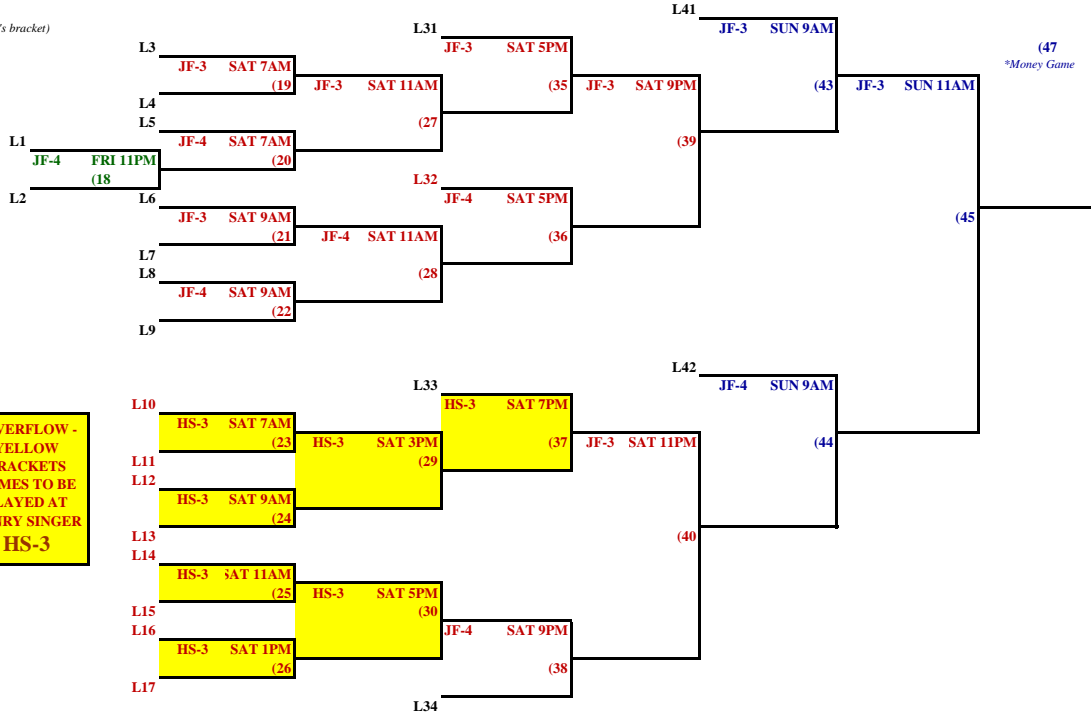 L41
's bracket)
L31
JF-3 SUN 9AM
L3
JF-3 SAT 5PM
(47
JF-3 SAT 7AM
*Money Game
(19
JF-3 SAT 11AM
(35
JF-3 SAT 9PM
(43
JF-3 SUN 11AM
L4
L5
(27
L1
JF-4 SAT 7AM
(39
JF-4 FRI 11PM
(20
(18
L32
L2
L6
JF-4 SAT 5PM
JF-3 SAT 9AM
(45
(21
JF-4 SAT 11AM
(36
L7
L8
(28
JF-4 SAT 9AM
(22
L9
L42
L33
JF-4 SUN 9AM
L10
HS-3 SAT 7PM
HS-3 SAT 7AM
(23
HS-3 SAT 3PM
(37
JF-3 SAT 11PM
(44
L11
(29
L12
HS-3 SAT 9AM
(24
L13
(40
L14
HS-3 SAT 11AM
(25
HS-3 SAT 5PM
L15
(30
L16
JF-4 SAT 9PM
HS-3 SAT 1PM
(26
(38
L17
L34
VERFLOW -
YELLOW
RACKETS
MES TO BE
LAYED AT
NRY SINGER
HS-3